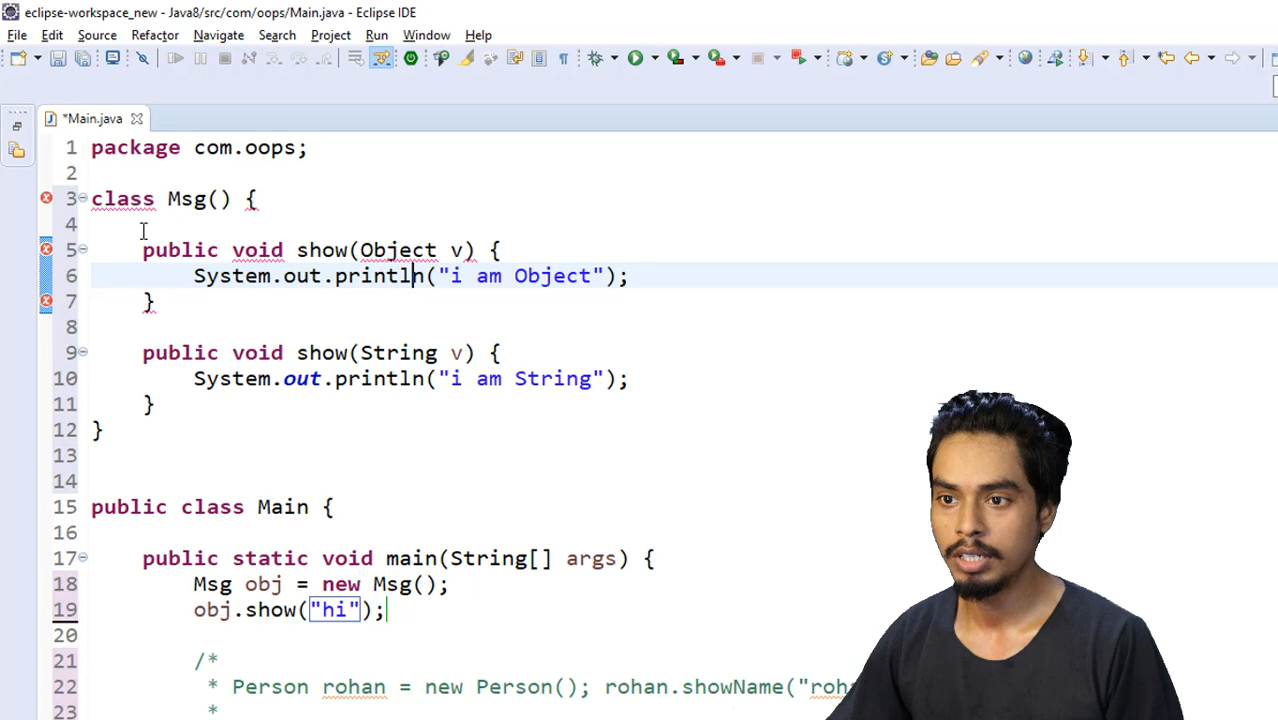 eclipse-workspace_new - Java8/src/com/oops/Main.java - Eclipse IDE
File Edit Source Refactor Navigate Search Project Run Window Help
*Main.java
1 package com.oops;
2
3 class Msg() {
4
5 public void show(Object v) {
6 System.out.println("i am Object");
7 }
8
9 public void show(String v) {
10 System.out.println("i am String");
11 }
12 }
13
14
15 public class Main {
16
17 public static void main(String[] args) {
18 Msg obj = new Msg();
19 obj.show("hi");
20
21 /*
22 * Person rohan = new Person(); rohan.showName("roh
23 *